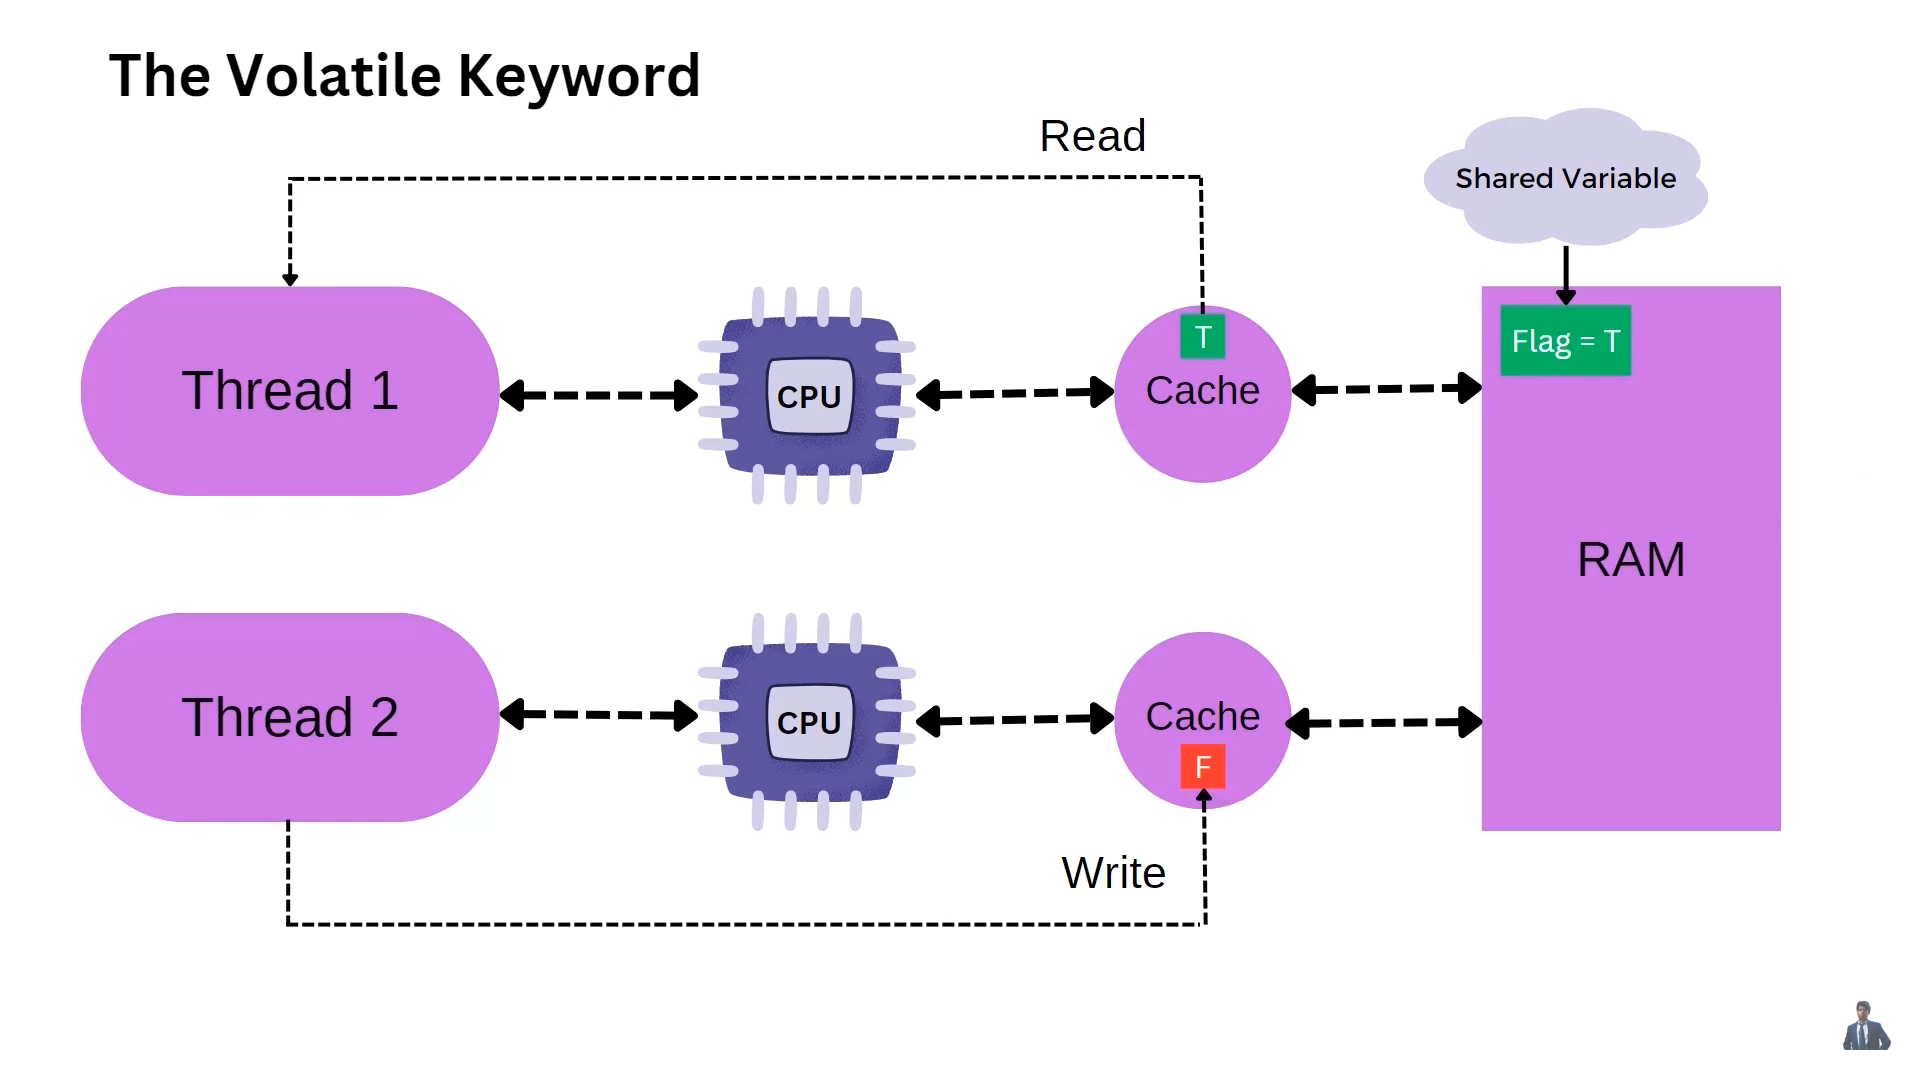 The Volatile Keyword
Read
Shared Variable
T
Flag = T
Thread 1
CPU
Cache
RAM
Thread 2
CPU
Cache
F
Write